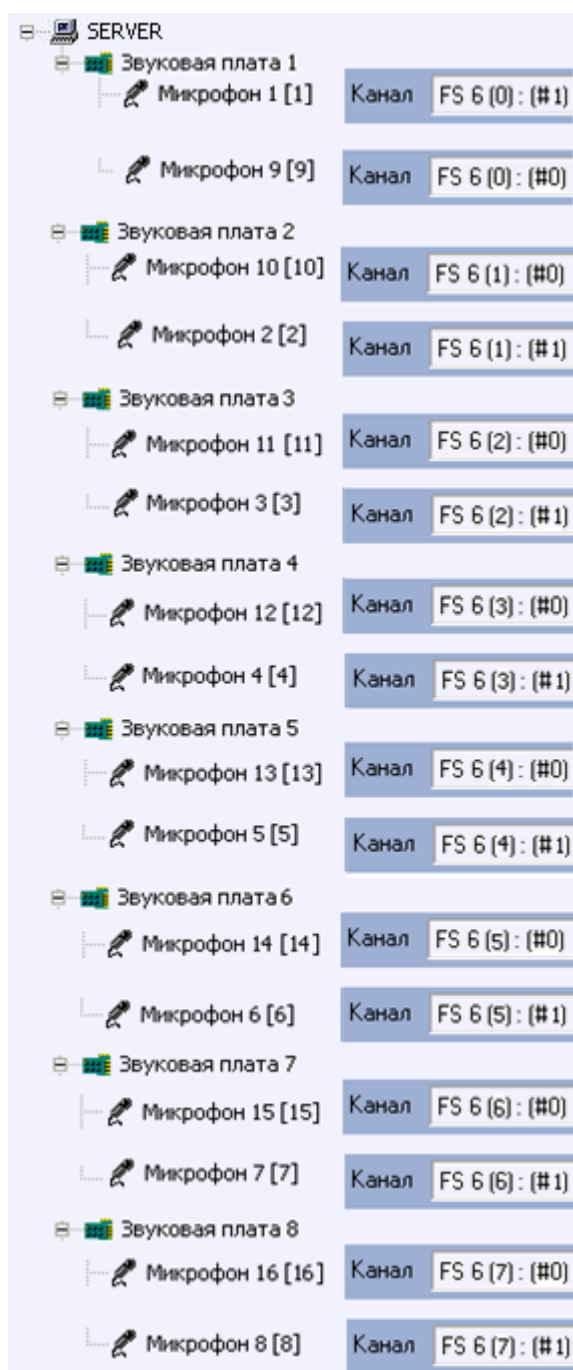 SERVER
Звуковая плата 1
Микрофон 1 [1] Канал FS 6 (0) : (#1)
Микрофон 9 [9] Канал FS 6 (0) : (#0)
Звуковая плата 2
Микрофон 10 [10] Канал FS 6 (1) : (#0)
Микрофон 2 [2] Канал FS 6 (1) : (#1)
Звуковая плата 3
Микрофон 11 [11] Канал FS 6 (2) : (#0)
Микрофон 3 [3] Канал FS 6 (2) : (#1)
Звуковая плата 4
Микрофон 12 [12] Канал FS 6 (3) : (#0)
Микрофон 4 [4] Канал FS 6 (3) : (#1)
Звуковая плата 5
Микрофон 13 [13] Канал FS 6 (4) : (#0)
Микрофон 5 [5] Канал FS 6 (4) : (#1)
Звуковая плата 6
Микрофон 14 [14] Канал FS 6 (5) : (#0)
Микрофон 6 [6] Канал FS 6 (5) : (#1)
Звуковая плата 7
Микрофон 15 [15] Канал FS 6 (6) : (#0)
Микрофон 7 [7] Канал FS 6 (6) : (#1)
Звуковая плата 8
Микрофон 16 [16] Канал FS 6 (7) : (#0)
Микрофон 8 [8] Канал FS 6 (7) : (#1)